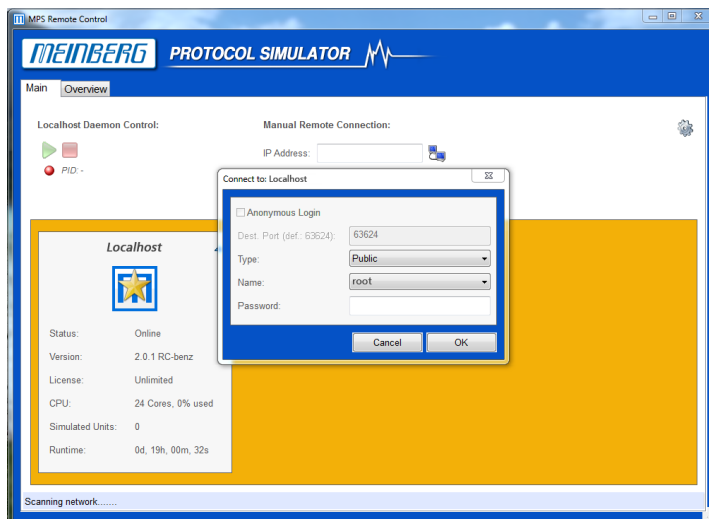 MPS Remote Control
MEINBERG PROTOCOL SIMULATOR
Main Overview
Localhost Daemon Control: Manual Remote Connection:
IP Address:
PID: -
Connect to: Localhost
Anonymous Login
Dest. Port (def.: 63624): 63624
Type: Public
Name: root
Password:
Cancel OK
Localhost
Status: Online
Version: 2.0.1 RC-benz
License: Unlimited
CPU: 24 Cores, 0% used
Simulated Units: 0
Runtime: 0d, 19h, 00m, 32s
Scanning network.......